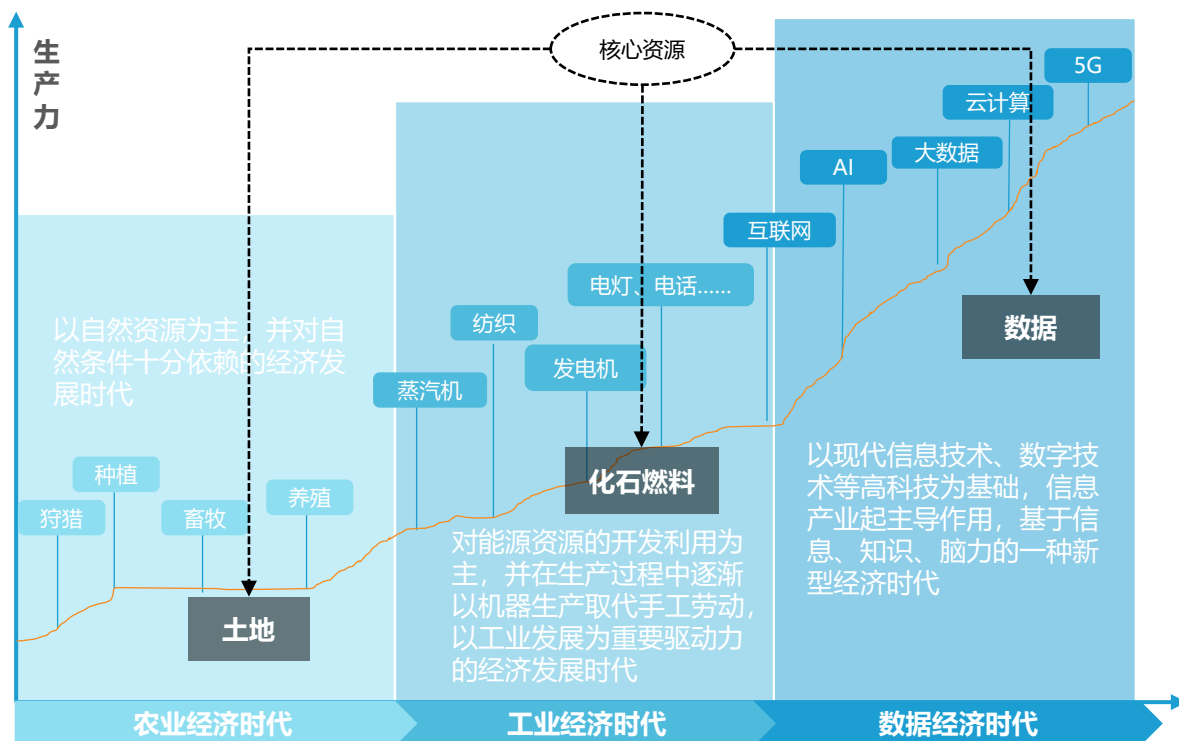 生
产
力
核心资源
5G
云计算
大数据
AI
互联网
电灯、电话......
纺织
发电机
蒸汽机
以自然资源为主，并对自
然条件十分依赖的经济发
展时代
种植
狩猎
畜牧
养殖
土地
化石燃料
数据
对能源资源的开发利用为
主，并在生产过程中逐渐
以机器生产取代手工劳动，
以工业发展为重要驱动力
的经济发展时代
以现代信息技术、数字技
术等高科技为基础，信息
产业起主导作用，基于信
息、知识、脑力的一种新
型经济时代
农业经济时代
工业经济时代
数据经济时代